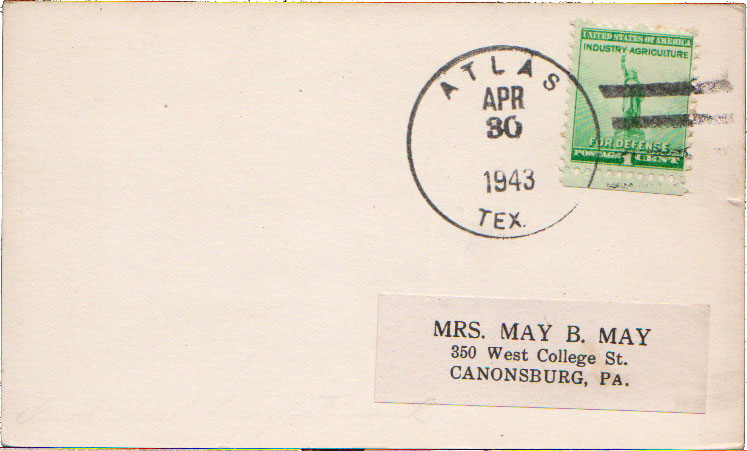 UNITED STATES OF AMERICA
INDUSTRY AGRICULTURE
FOR DEFENSE
POSTAGE 1 CENT
ATLAS
APR
30
1943
TEX.
MRS. MAY B. MAY
350 West College St.
CANONSBURG, PA.